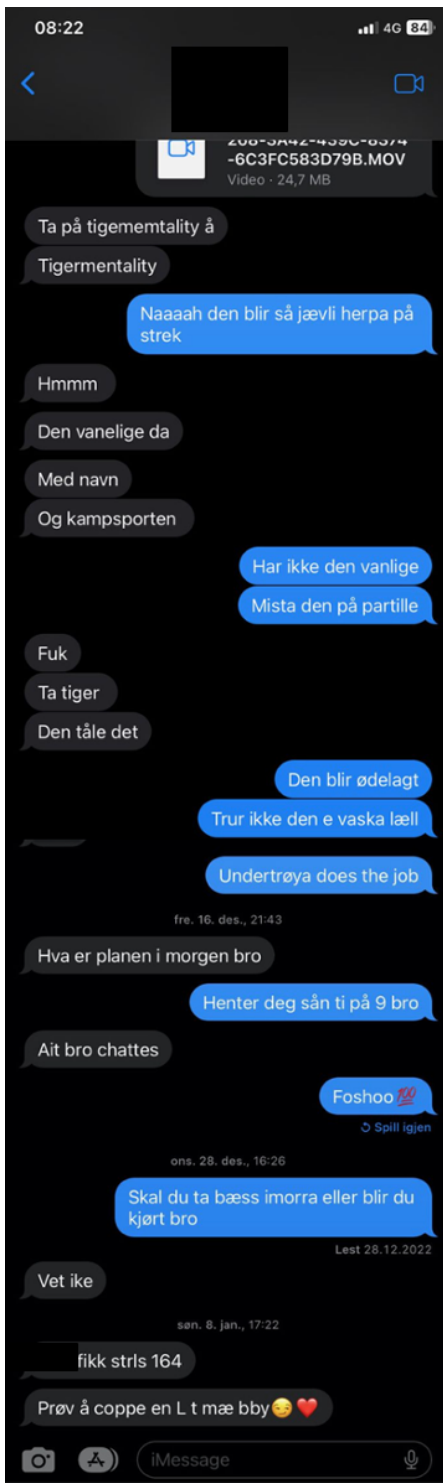 08:22
4G 84
268-3A42-439C-8374
-6C3FC583D79B.MOV
Video · 24,7 MB
Ta på tigememtality å
Tigermentality
Naaaah den blir så jævli herpa på
strek
Hmmm
Den vanelige da
Med navn
Og kampsporten
Har ikke den vanlige
Mista den på partille
Fuk
Ta tiger
Den tåle det
Den blir ødelagt
Trur ikke den e vaska læll
Undertrøya does the job
fre. 16. des., 21:43
Hva er planen i morgen bro
Henter deg sån ti på 9 bro
Ait bro chattes
Foshoo 💯
Spill igjen
ons. 28. des., 16:26
Skal du ta bæss imorra eller blir du
kjørt bro
Lest 28.12.2022
Vet ike
søn. 8. jan., 17:22
fikk strls 164
Prøv å coppe en L t mæ bby😏❤️
iMessage